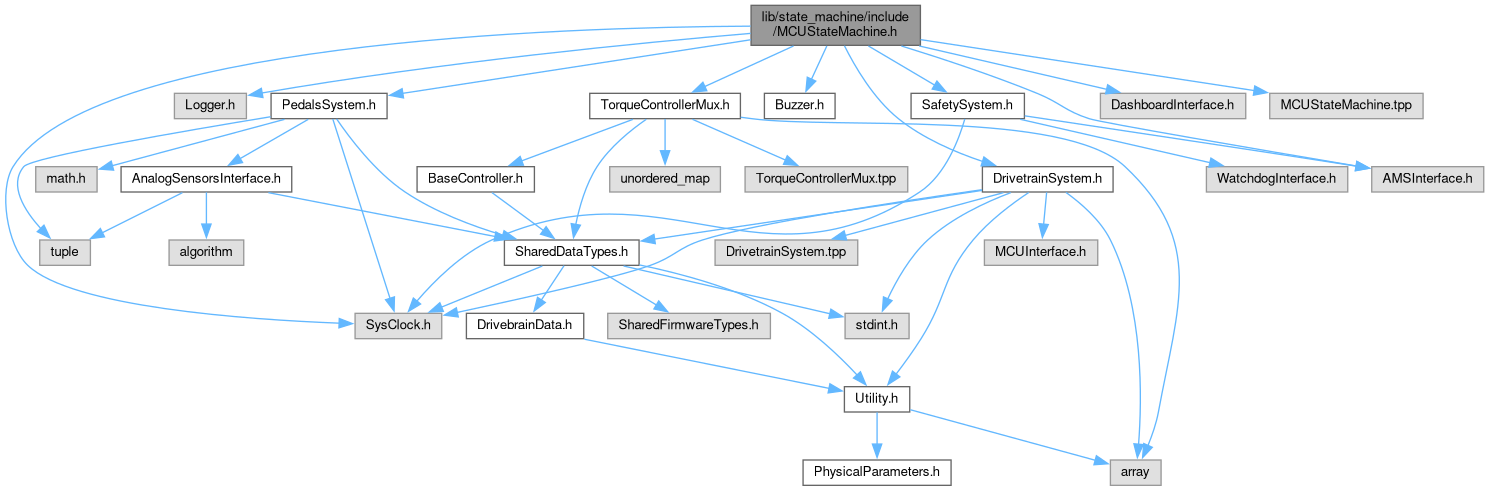 lib/state_machine/include
/MCUStateMachine.h
Logger.h
PedalsSystem.h
TorqueControllerMux.h
Buzzer.h
SafetySystem.h
DashboardInterface.h
MCUStateMachine.tpp
math.h
AnalogSensorsInterface.h
BaseController.h
unordered_map
TorqueControllerMux.tpp
DrivetrainSystem.h
WatchdogInterface.h
AMSInterface.h
tuple
algorithm
SharedDataTypes.h
DrivetrainSystem.tpp
MCUInterface.h
SysClock.h
DrivebrainData.h
SharedFirmwareTypes.h
stdint.h
Utility.h
PhysicalParameters.h
array